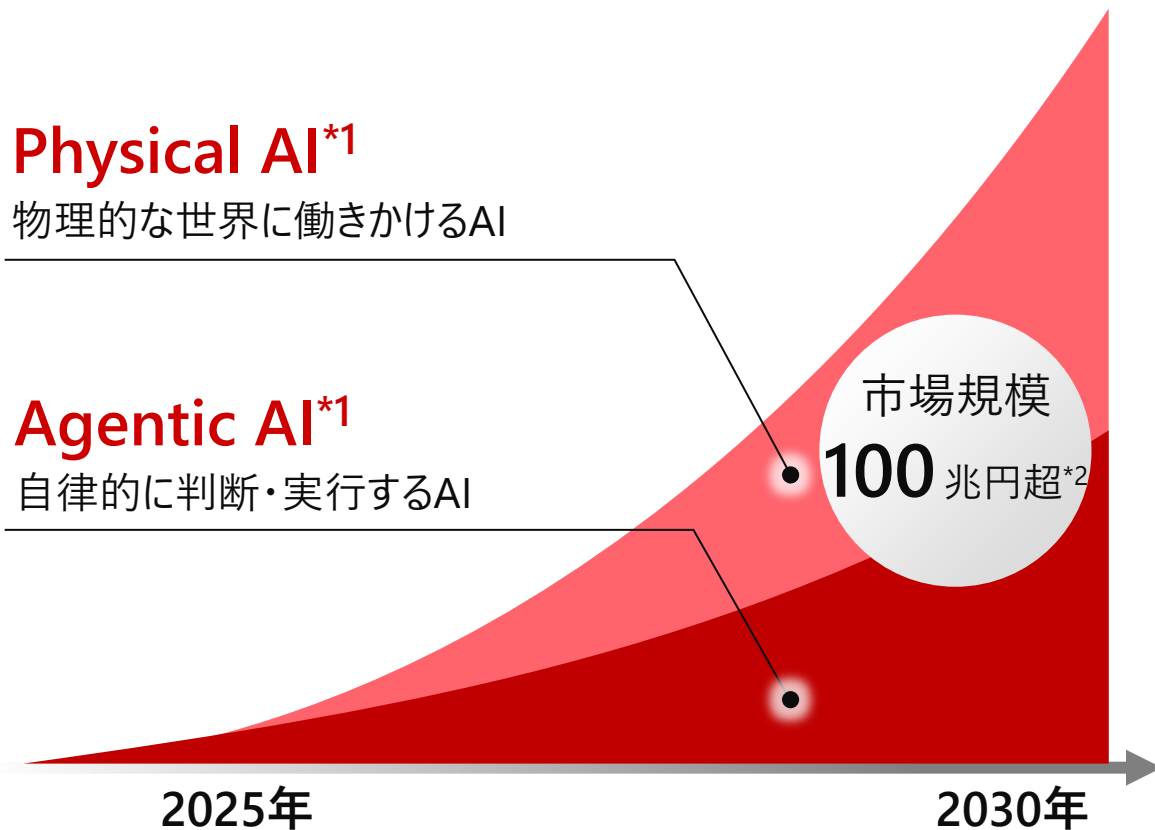 Physical AI*1
物理的な世界に働きかけるAI
Agentic AI*1
自律的に判断・実行するAI
市場規模
100 兆円超*2
2025年
2030年